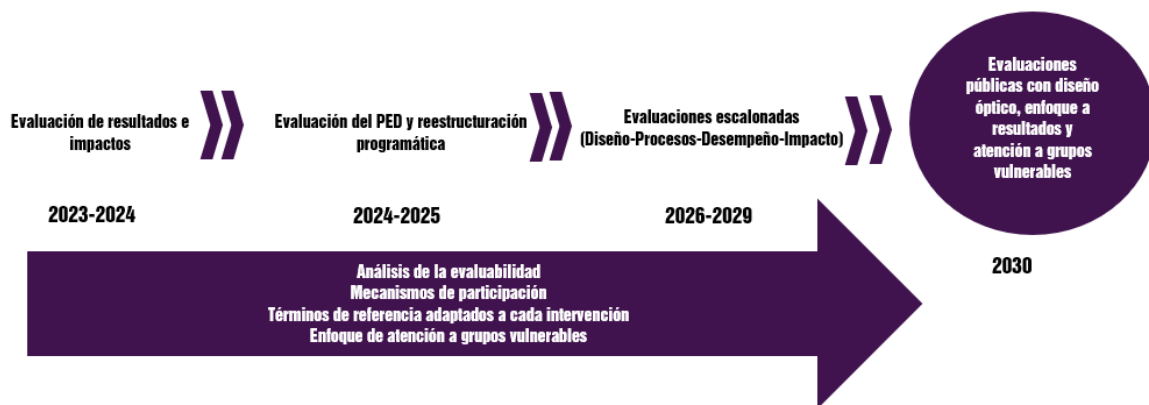 Evaluación de resultados e
impactos
2023-2024
Evaluación del PED y reestructuración
programática
2024-2025
Evaluaciones escalonadas
(Diseño-Procesos-Desempeño-Impacto)
2026-2029
Evaluaciones
públicas con diseño
óptico, enfoque a
resultados y
atención a grupos
vulnerables
2030
Análisis de la evaluabilidad
Mecanismos de participación
Términos de referencia adaptados a cada intervención
Enfoque de atención a grupos vulnerables